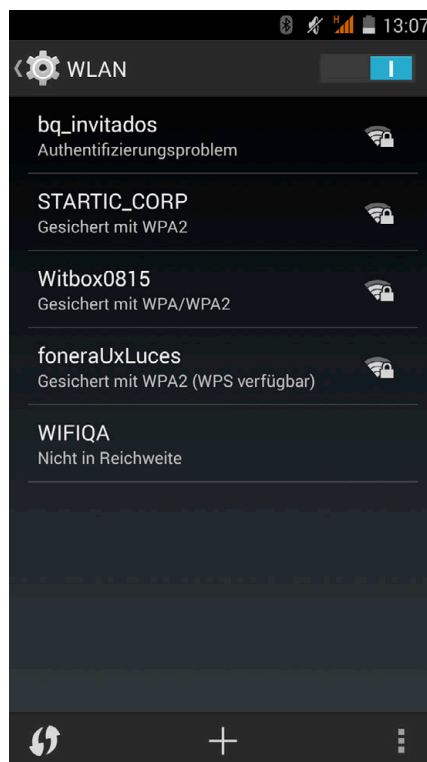 H 13:07
WLAN
bq_invitados
Authentifizierungsproblem
STARTIC_CORP
Gesichert mit WPA2
Witbox0815
Gesichert mit WPA/WPA2
foneraUxLuces
Gesichert mit WPA2 (WPS verfügbar)
WIFIQA
Nicht in Reichweite